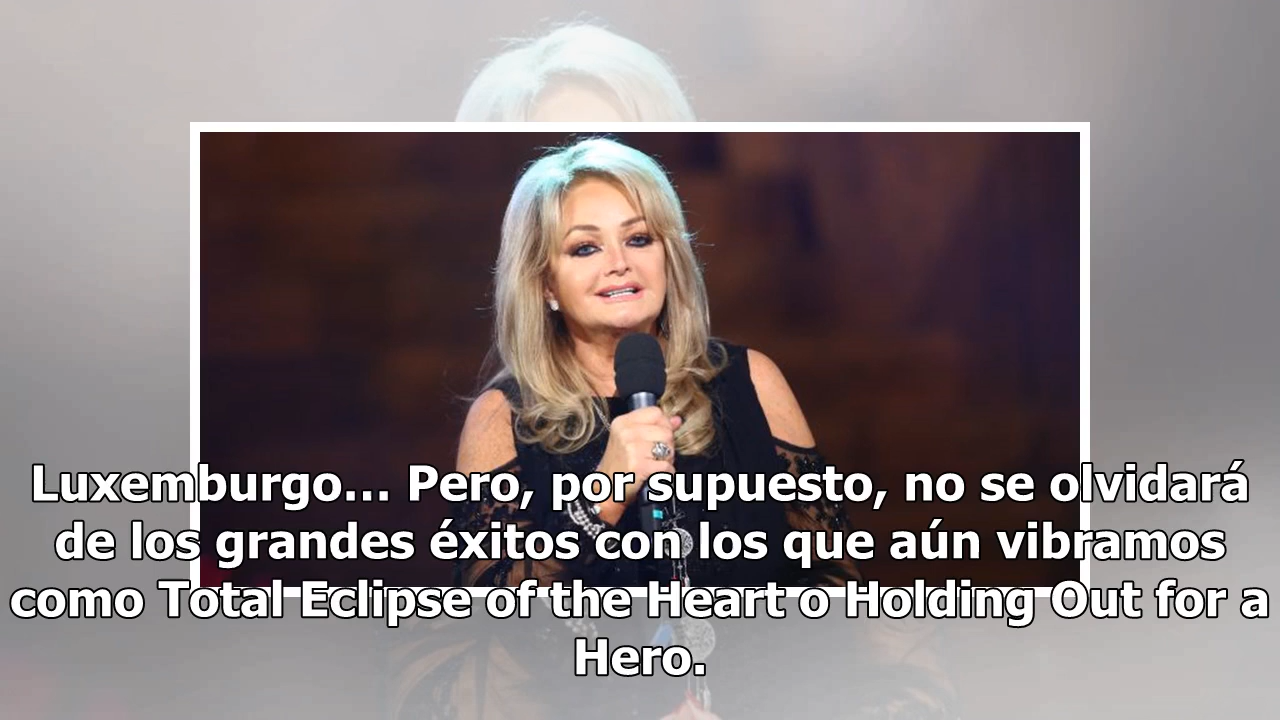 Luxemburgo... Pero, por supuesto, no se olvidará
de los grandes éxitos con los que aún vibramos
como Total Eclipse of the Heart o Holding Out for a
Hero.